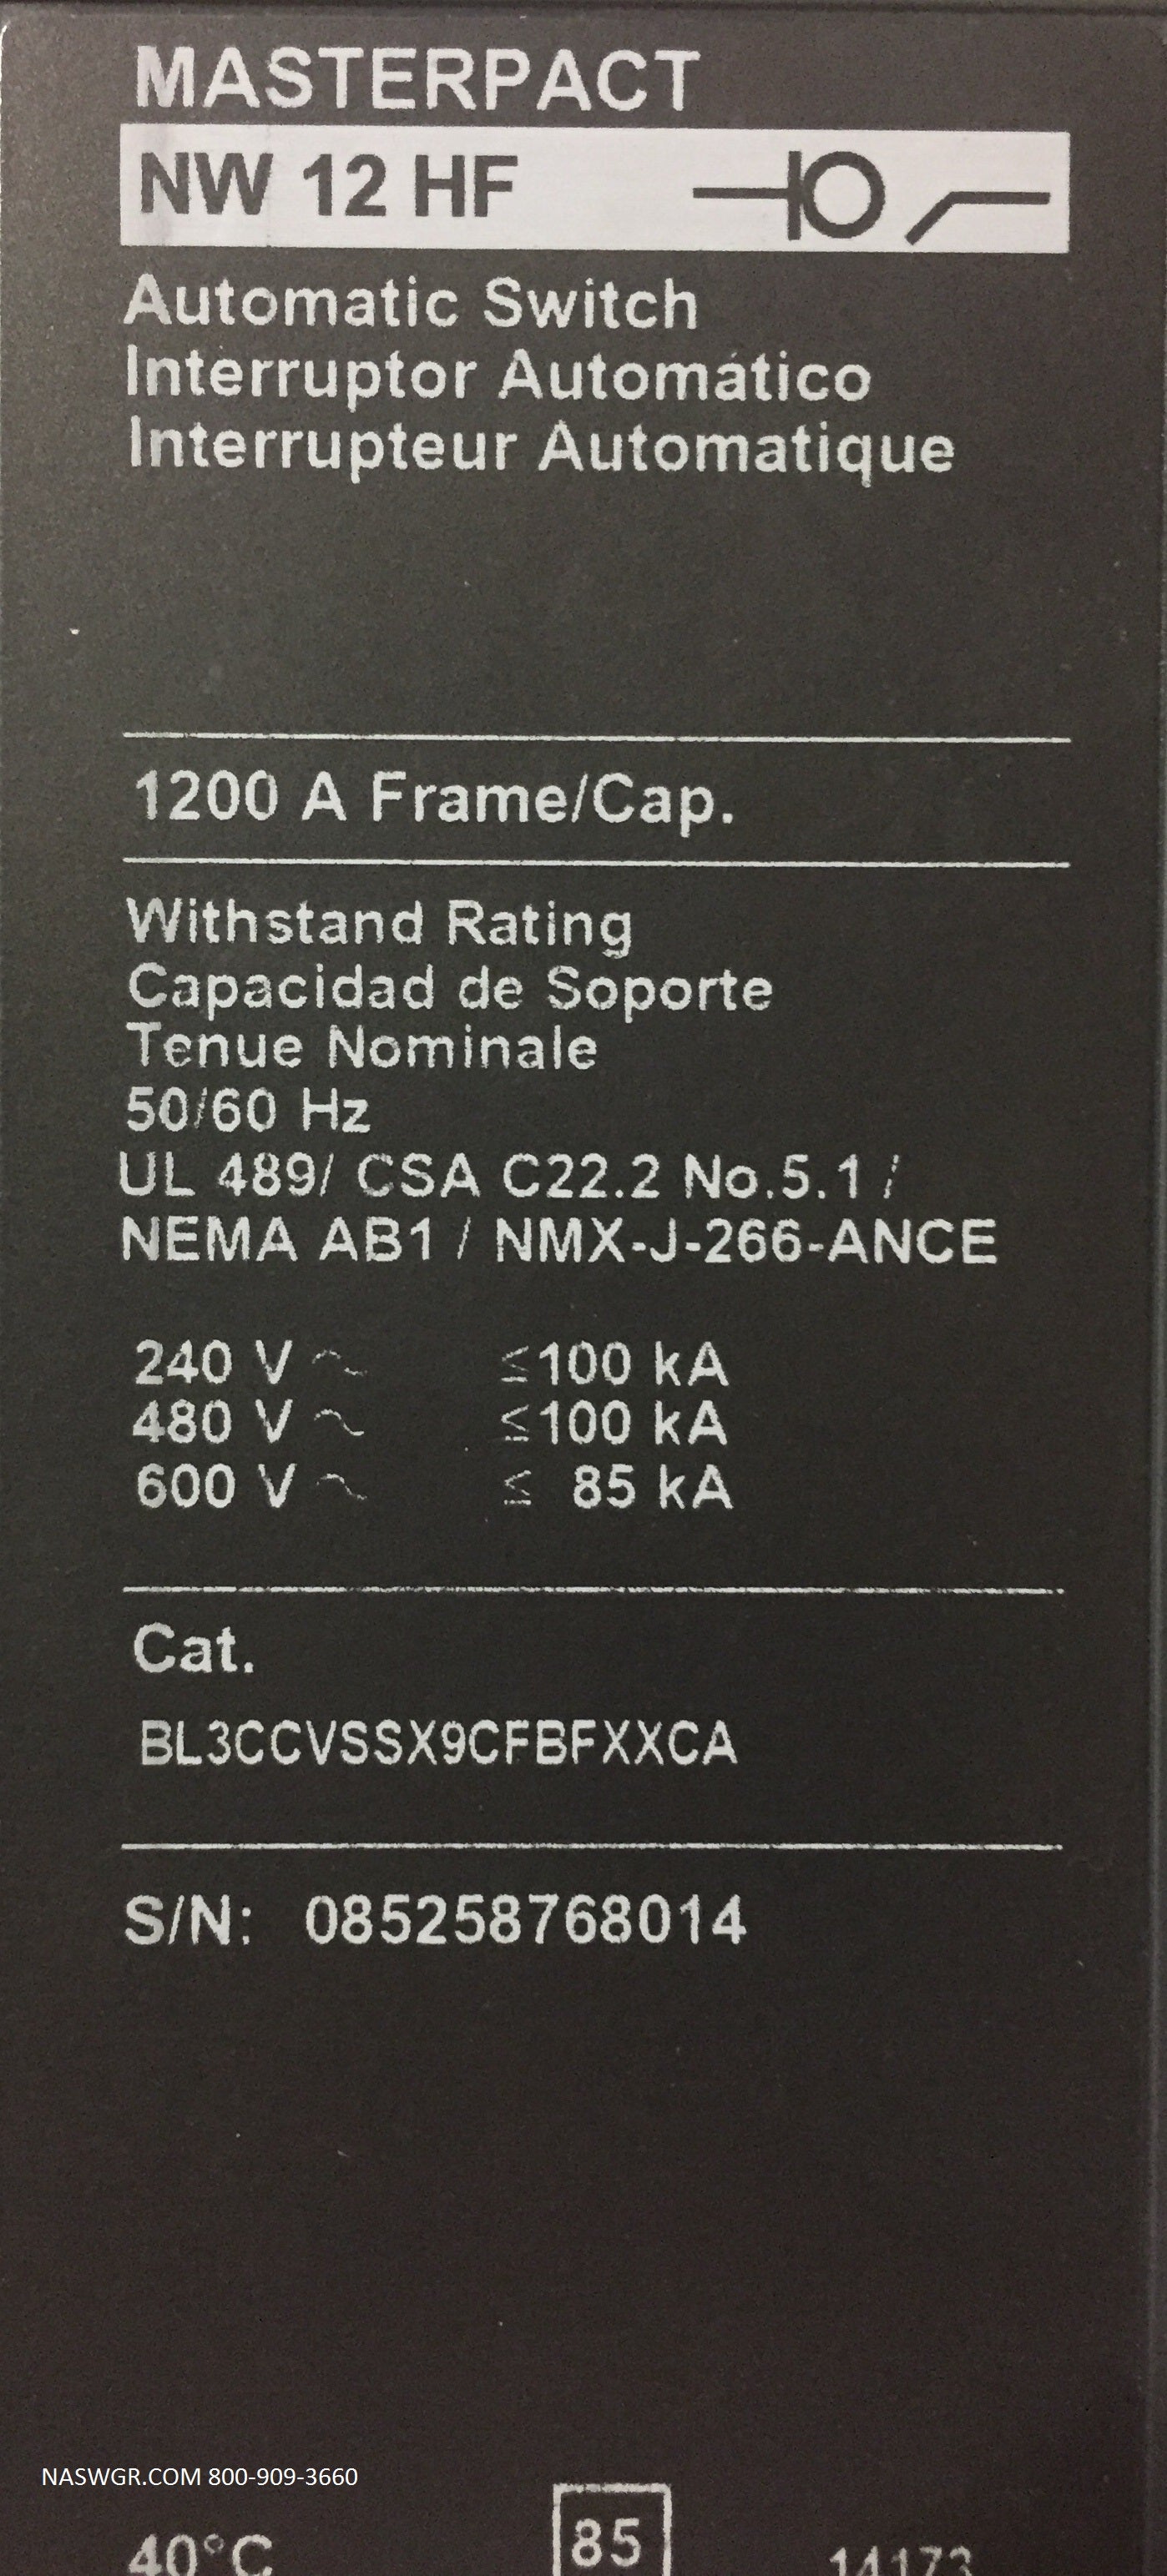 MASTERPACT
NW 12 HF
Automatic Switch
Interruptor Automático
Interrupteur Automatique
1200 A Frame/Cap.
Withstand Rating
Capacidad de Soporte
Tenue Nominale
50/60 Hz
UL 489/ CSA C22.2 No.5.1 /
NEMA AB1 / NMX-J-266-ANCE
240 V ~ ≤100 kA
480 V ~ ≤100 kA
600 V ~ ≤ 85 kA
Cat.
BL3CCVSSX9CFBFXXCA
S/N: 085258768014
NASWGR.COM 800-909-3660
40°C 85 14173